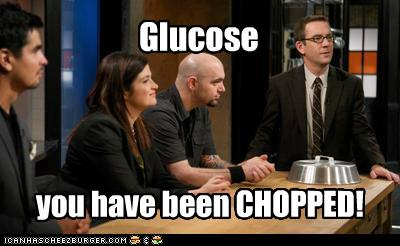 Glucose
you have been CHOPPED!
ICANHASCHEEZBURGER.COM